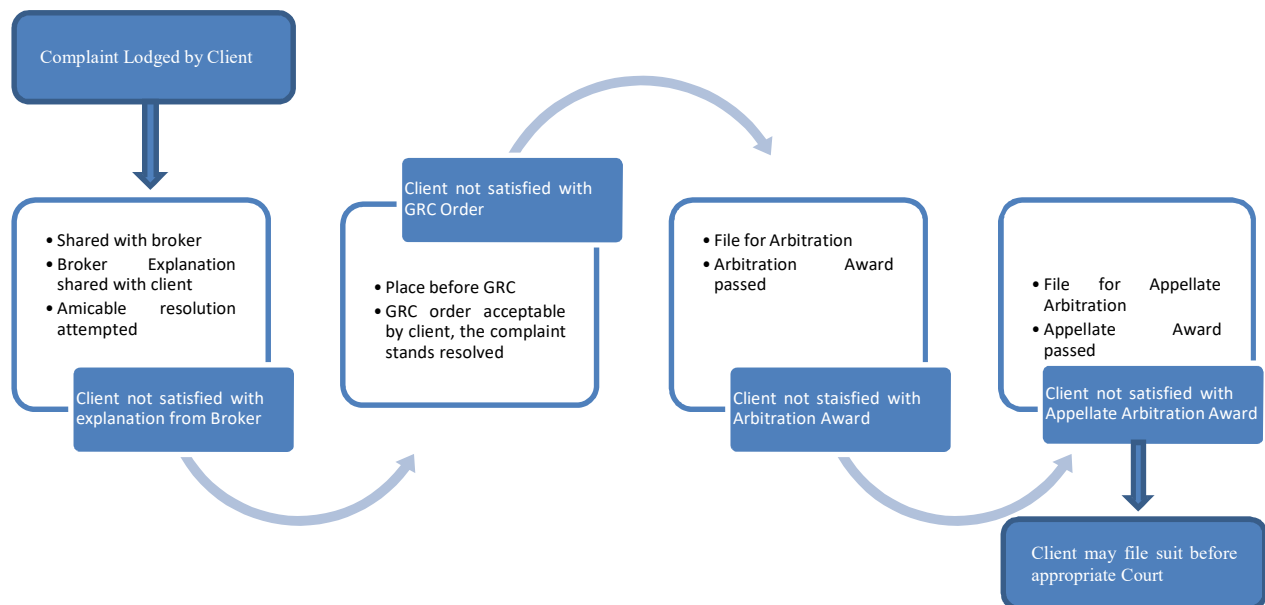 Complaint Lodged by Client
• Shared with broker
• Broker Explanation
shared with client
• Amicable resolution
attempted
Client not satisfied with
explanation from Broker
Client not satisfied with
GRC Order
• Place before GRC
• GRC order acceptable
by client, the complaint
stands resolved
• File for Arbitration
• Arbitration Award
passed
Client not staisfied with
Arbitration Award
• File for Appellate
Arbitration
• Appellate Award
passed
Client not satisfied with
Appellate Arbitration Award
Client may file suit before
appropriate Court